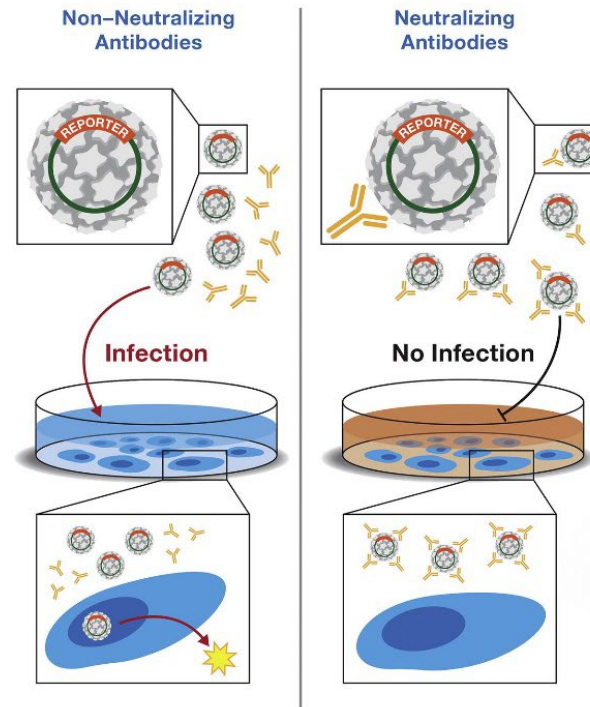 Non–Neutralizing
Antibodies
REPORTER
Infection
Neutralizing
Antibodies
REPORTER
No Infection